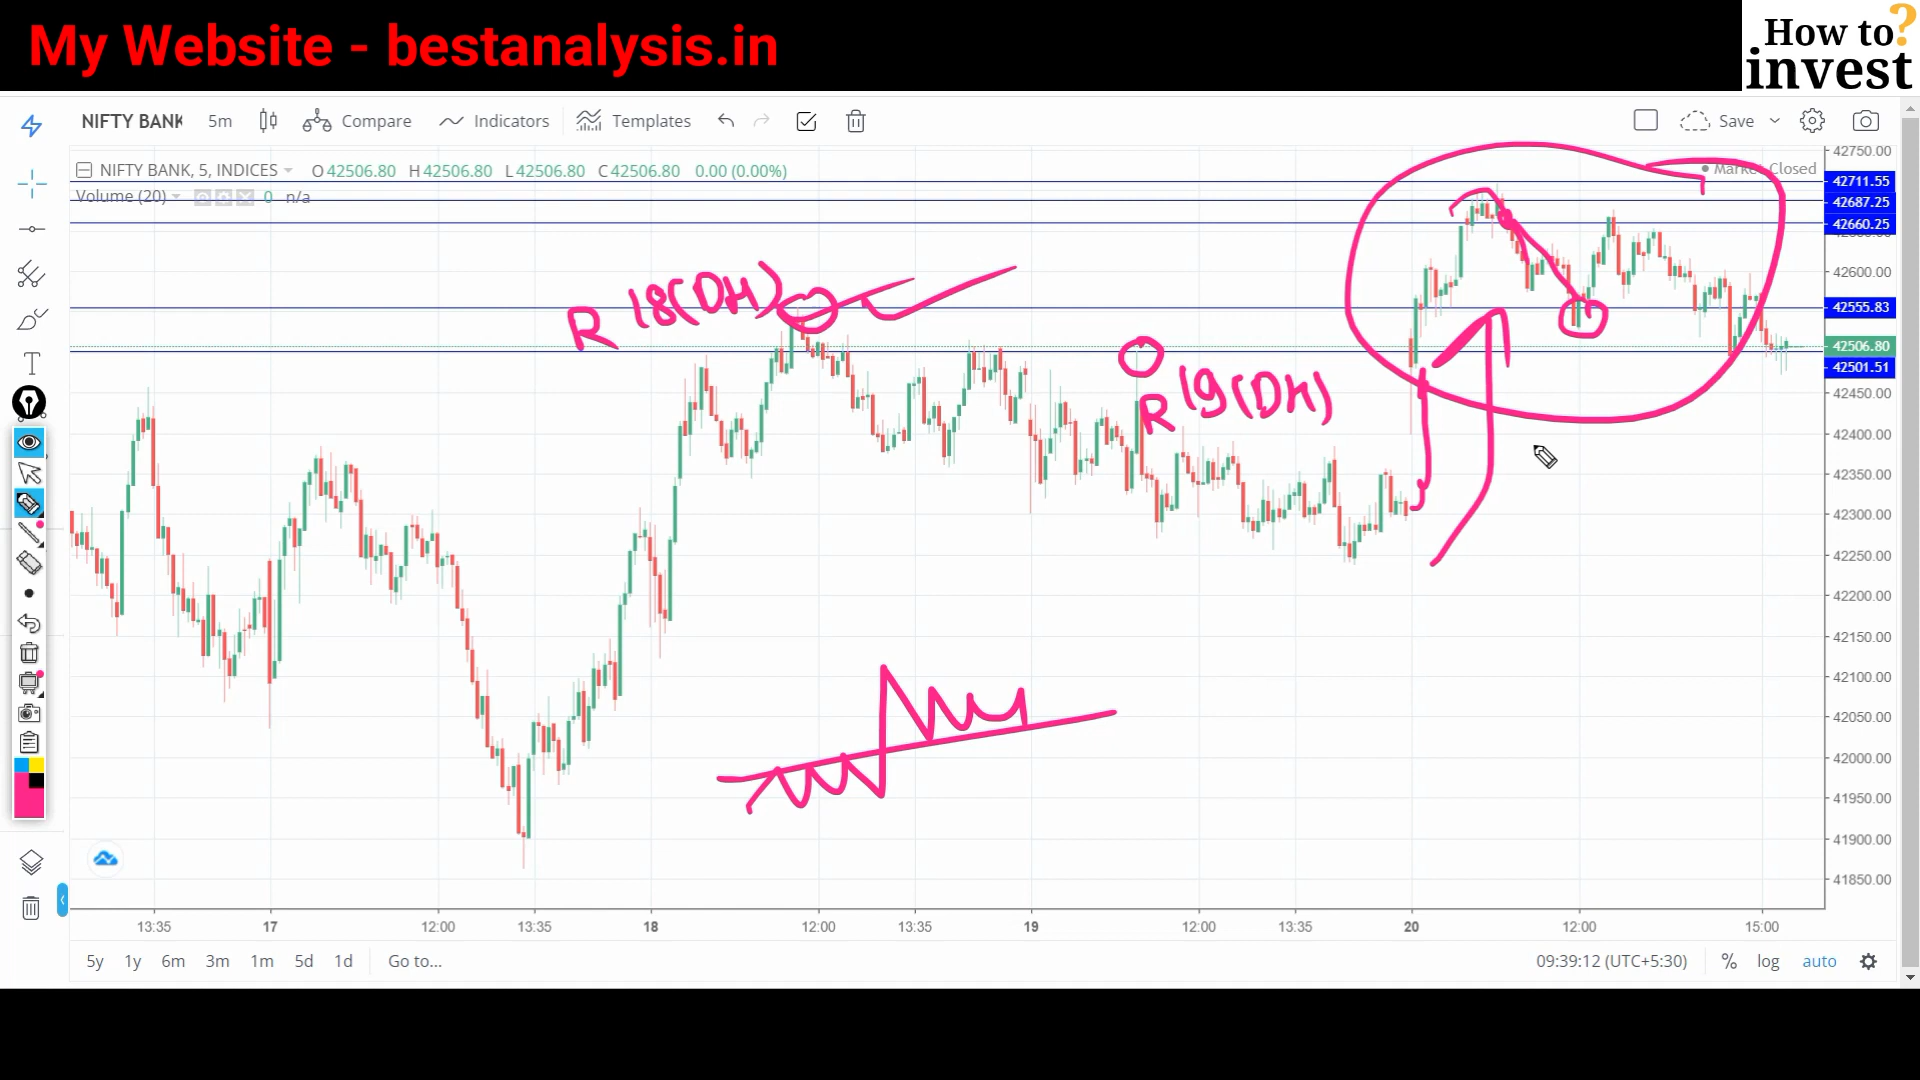 My Website - bestanalysis.in
How to?
invest
NIFTY BANK 5m Compare Indicators Templates Save
NIFTY BANK, 5, INDICES O42506.80 H42506.80 L42506.80 C42506.80 0.00 (0.00%)
Market Closed
Volume (20) 0 n/a
42750.00
42711.55
42687.25
42660.25
42600.00
42555.83
42506.80
42501.51
42450.00
42400.00
42350.00
42300.00
42250.00
42200.00
42150.00
42100.00
42050.00
42000.00
41950.00
41900.00
41850.00
R 18(DH)
R 19(DH)
13:35 17 12:00 13:35 18 12:00 13:35 19 12:00 13:35 20 12:00 15:00
5y 1y 6m 3m 1m 5d 1d Go to... 09:39:12 (UTC+5:30) % log auto